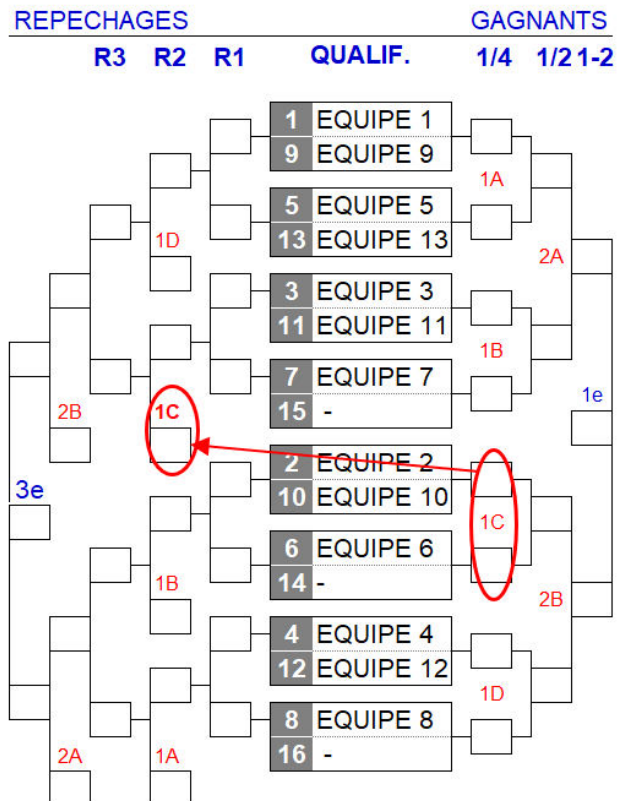 REPECHAGES GAGNANTS
R3 R2 R1 QUALIF. 1/4 1/2 1-2
1 EQUIPE 1
9 EQUIPE 9
1A
5 EQUIPE 5
1D
13 EQUIPE 13
2A
3 EQUIPE 3
11 EQUIPE 11
1B
7 EQUIPE 7
1e
2B 1C
15 -
2 EQUIPE 2
3e
10 EQUIPE 10
1C
6 EQUIPE 6
1B
14 -
2B
4 EQUIPE 4
12 EQUIPE 12
1D
8 EQUIPE 8
2A 1A
16 -